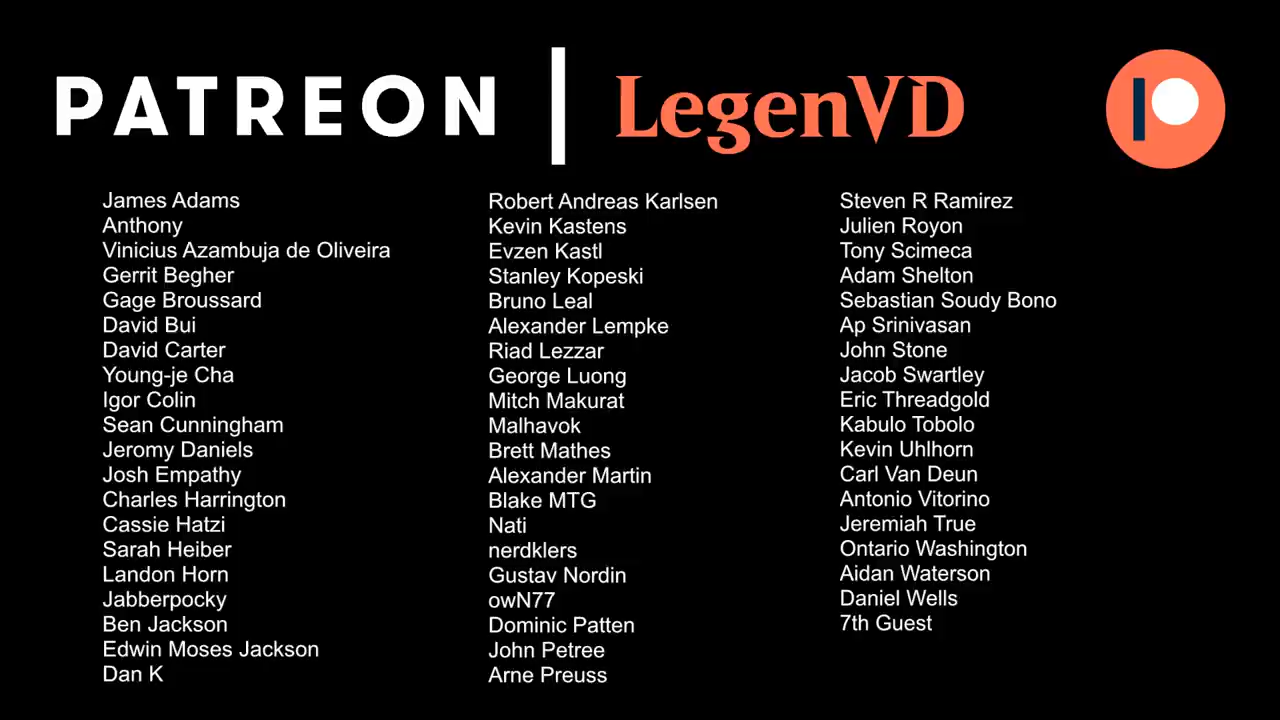 PATREON | LegenVD
James Adams
Anthony
Vinicius Azambuja de Oliveira
Gerrit Begher
Gage Broussard
David Bui
David Carter
Young-je Cha
Igor Colin
Sean Cunningham
Jeromy Daniels
Josh Empathy
Charles Harrington
Cassie Hatzi
Sarah Heiber
Landon Horn
Jabberpocky
Ben Jackson
Edwin Moses Jackson
Dan K
Robert Andreas Karlsen
Kevin Kastens
Evzen Kastl
Stanley Kopeski
Bruno Leal
Alexander Lempke
Riad Lezzar
George Luong
Mitch Makurat
Malhavok
Brett Mathes
Alexander Martin
Blake MTG
Nati
nerdklers
Gustav Nordin
owN77
Dominic Patten
John Petree
Arne Preuss
Steven R Ramirez
Julien Royon
Tony Scimeca
Adam Shelton
Sebastian Soudy Bono
Ap Srinivasan
John Stone
Jacob Swartley
Eric Threadgold
Kabulo Tobolo
Kevin Uhlhorn
Carl Van Deun
Antonio Vitorino
Jeremiah True
Ontario Washington
Aidan Waterson
Daniel Wells
7th Guest